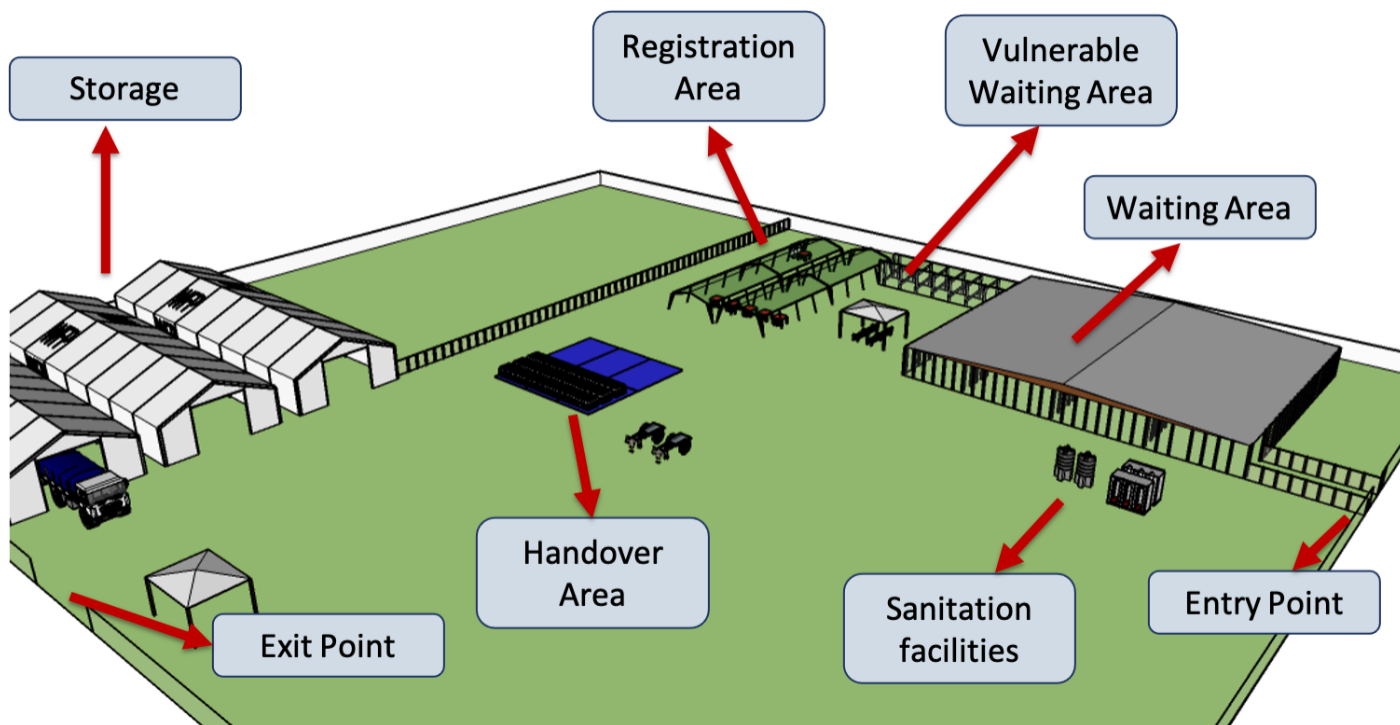 Storage
Registration
Area
Vulnerable
Waiting Area
Waiting Area
Handover
Area
Sanitation
facilities
Entry Point
Exit Point